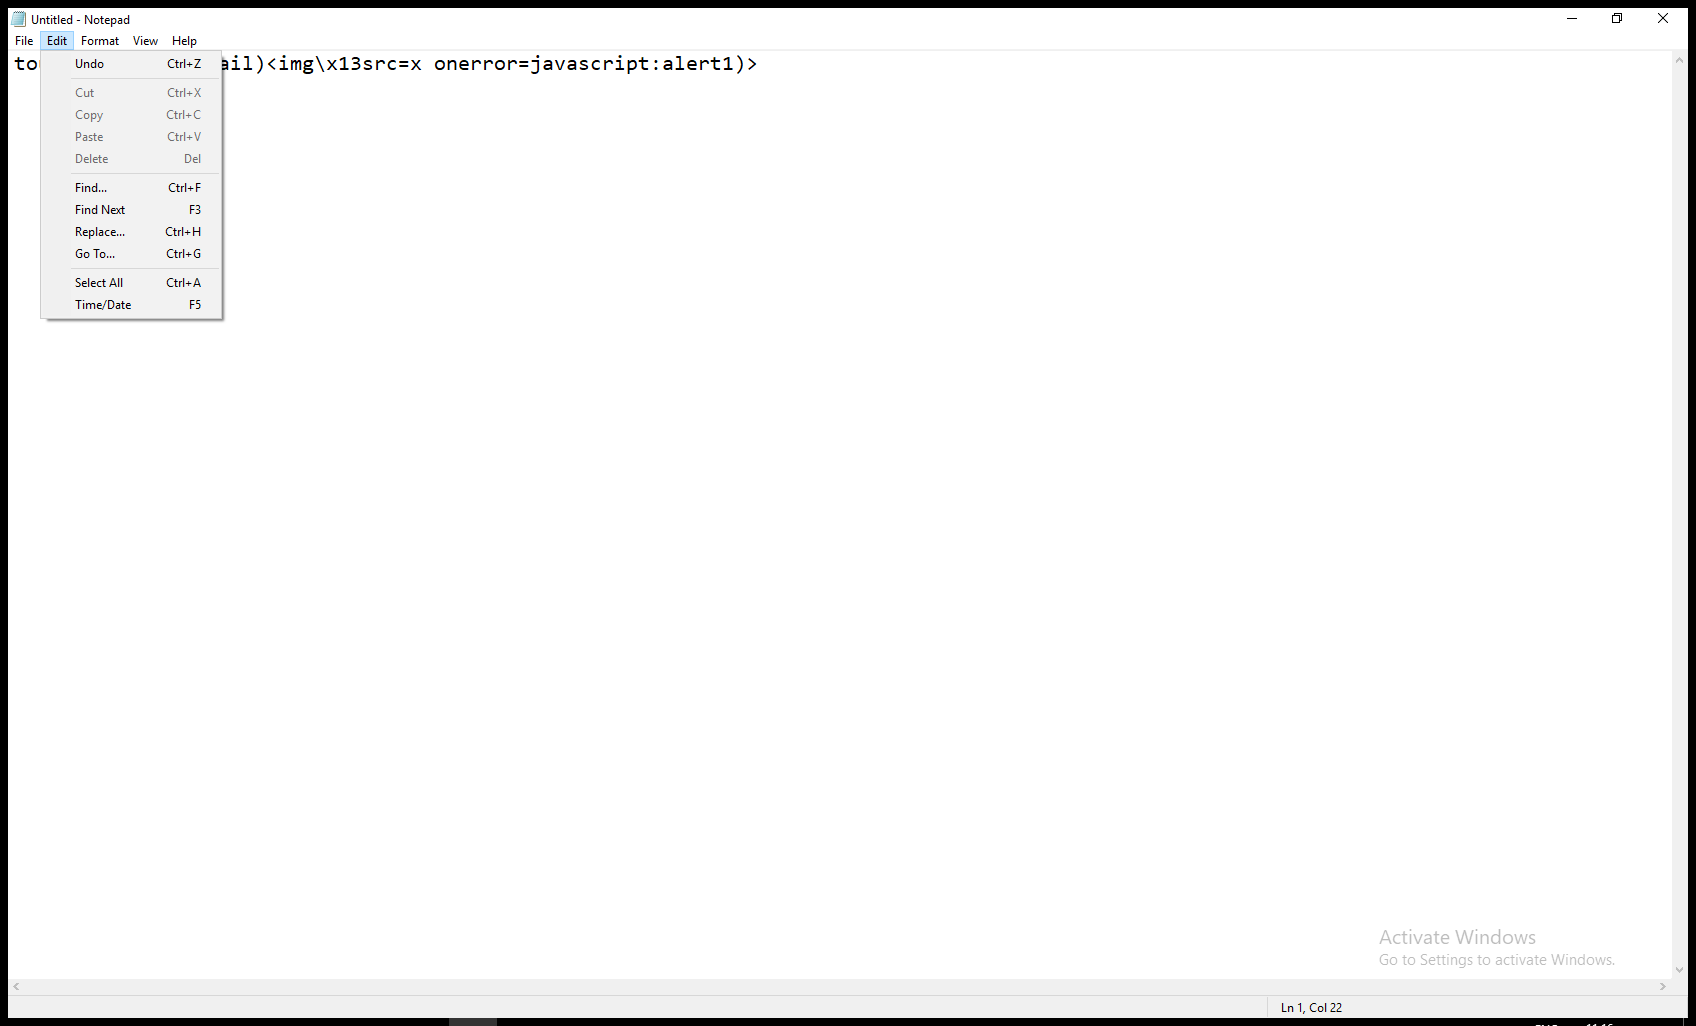 Untitled - Notepad
File Edit Format View Help
to ail)<img\x13src=x onerror=javascript:alert1)>
Undo Ctrl+Z
Cut Ctrl+X
Copy Ctrl+C
Paste Ctrl+V
Delete Del
Find... Ctrl+F
Find Next F3
Replace... Ctrl+H
Go To... Ctrl+G
Select All Ctrl+A
Time/Date F5
Activate Windows
Go to Settings to activate Windows.
Ln 1, Col 22